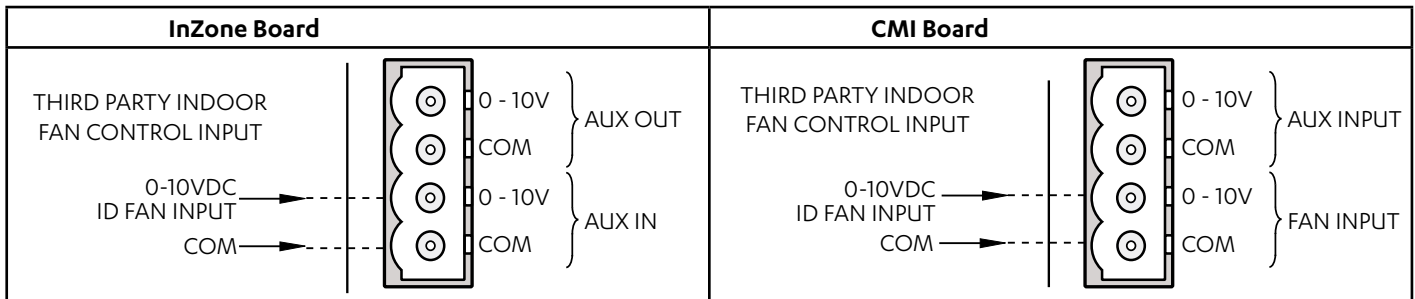 InZone Board
THIRD PARTY INDOOR
FAN CONTROL INPUT
0-10VDC
ID FAN INPUT
COM
0 - 10V
COM
0 - 10V
COM
AUX OUT
AUX IN
CMI Board
THIRD PARTY INDOOR
FAN CONTROL INPUT
0-10VDC
ID FAN INPUT
COM
0 - 10V
COM
0 - 10V
COM
AUX INPUT
FAN INPUT